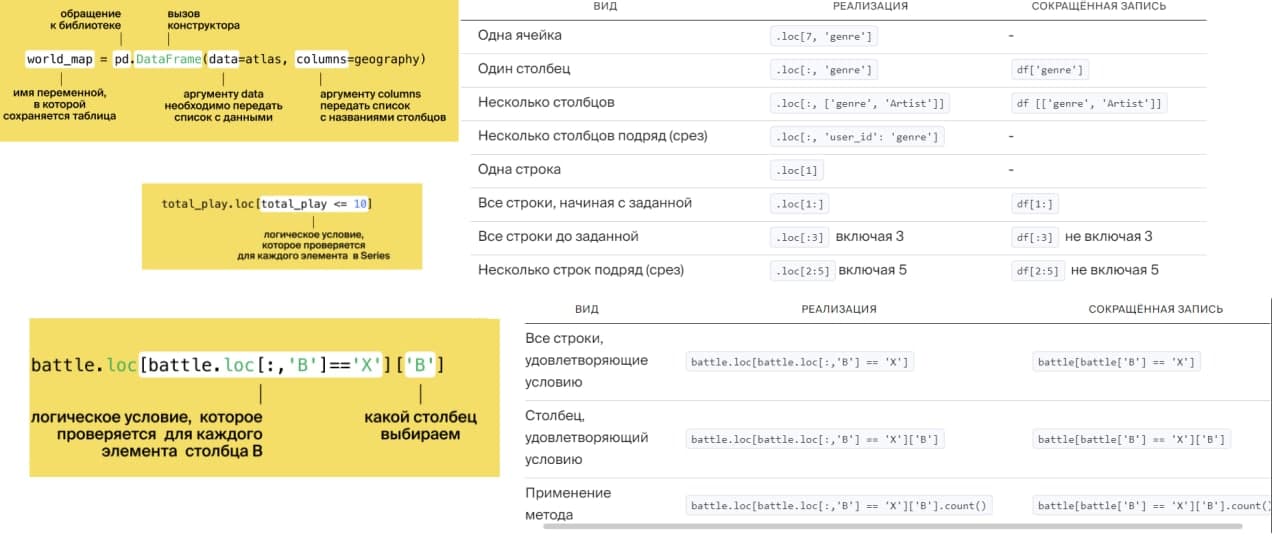 обращение
к библиотеке
вызов
конструктора
world_map = pd.DataFrame(data=atlas, columns=geography)
имя переменной,
в которой
сохраняется таблица
аргументу data
необходимо передать
список с данными
аргументу columns
передать список
с названиями столбцов
ВИД РЕАЛИЗАЦИЯ СОКРАЩЁННАЯ ЗАПИСЬ
Одна ячейка .loc[7, 'genre'] -
Один столбец .loc[:, 'genre'] df['genre']
Несколько столбцов .loc[:, ['genre', 'Artist']] df [['genre', 'Artist']]
Несколько столбцов подряд (срез) .loc[:, 'user_id': 'genre'] -
Одна строка .loc[1] -
Все строки, начиная с заданной .loc[1:] df[1:]
Все строки до заданной .loc[:3] включая 3 df[:3] не включая 3
Несколько строк подряд (срез) .loc[2:5] включая 5 df[2:5] не включая 5
total_play.loc[total_play <= 10]
логическое условие,
которое проверяется
для каждого элемента в Series
battle.loc[battle.loc[:,'B']=='X']['B']
логическое условие, которое
проверяется для каждого
элемента столбца B
какой столбец
выбираем
ВИД РЕАЛИЗАЦИЯ СОКРАЩЁННАЯ ЗАПИСЬ
Все строки,
удовлетворяющие battle.loc[battle.loc[:,'B'] == 'X'] battle[battle['B'] == 'X']
условию
Столбец,
удовлетворяющий battle.loc[battle.loc[:,'B'] == 'X']['B'] battle[battle['B'] == 'X']['B']
условию
Применение
метода battle.loc[battle.loc[:,'B'] == 'X']['B'].count() battle[battle['B'] == 'X']['B'].count()